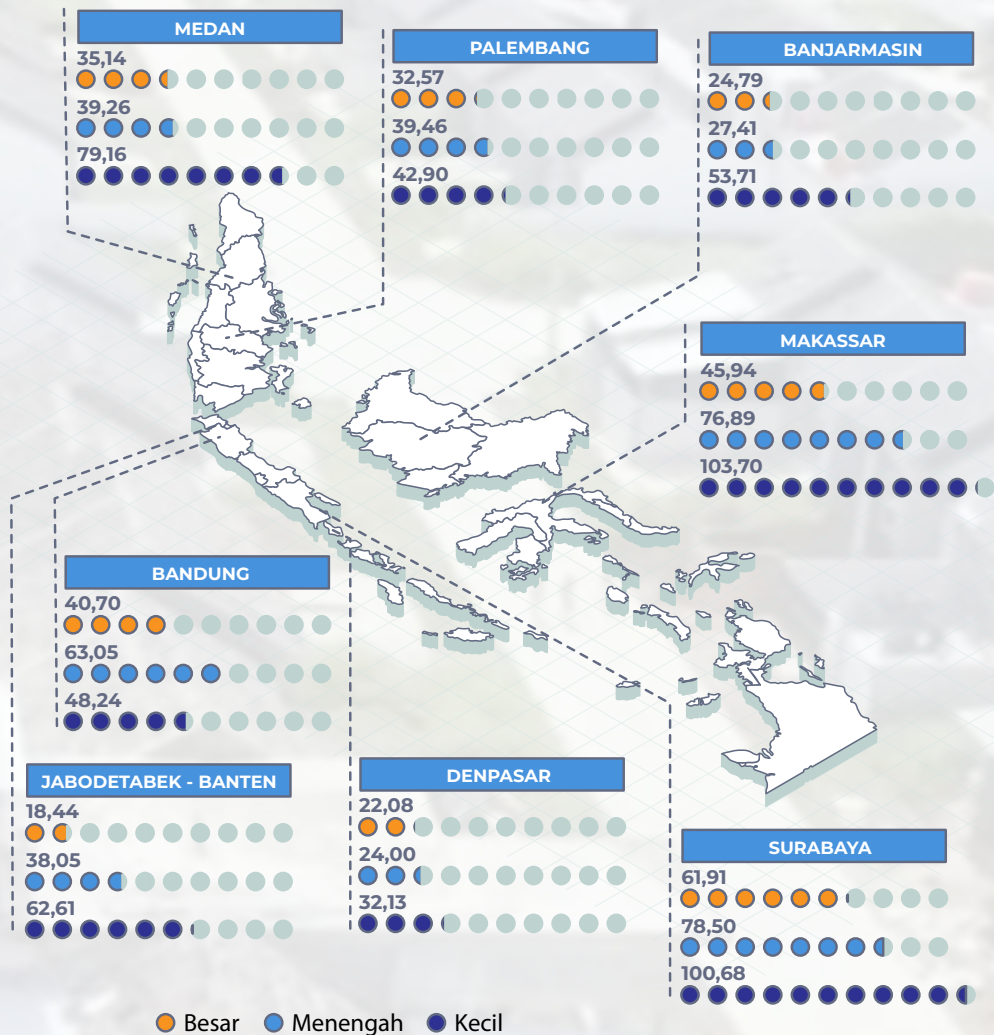 MEDAN
35,14
39,26
79,16
PALEMBANG
32,57
39,46
42,90
BANJARMASIN
24,79
27,41
53,71
MAKASSAR
45,94
76,89
103,70
BANDUNG
40,70
63,05
48,24
JABODETABEK - BANTEN
18,44
38,05
62,61
DENPASAR
22,08
24,00
32,13
SURABAYA
61,91
78,50
100,68
Besar Menengah Kecil